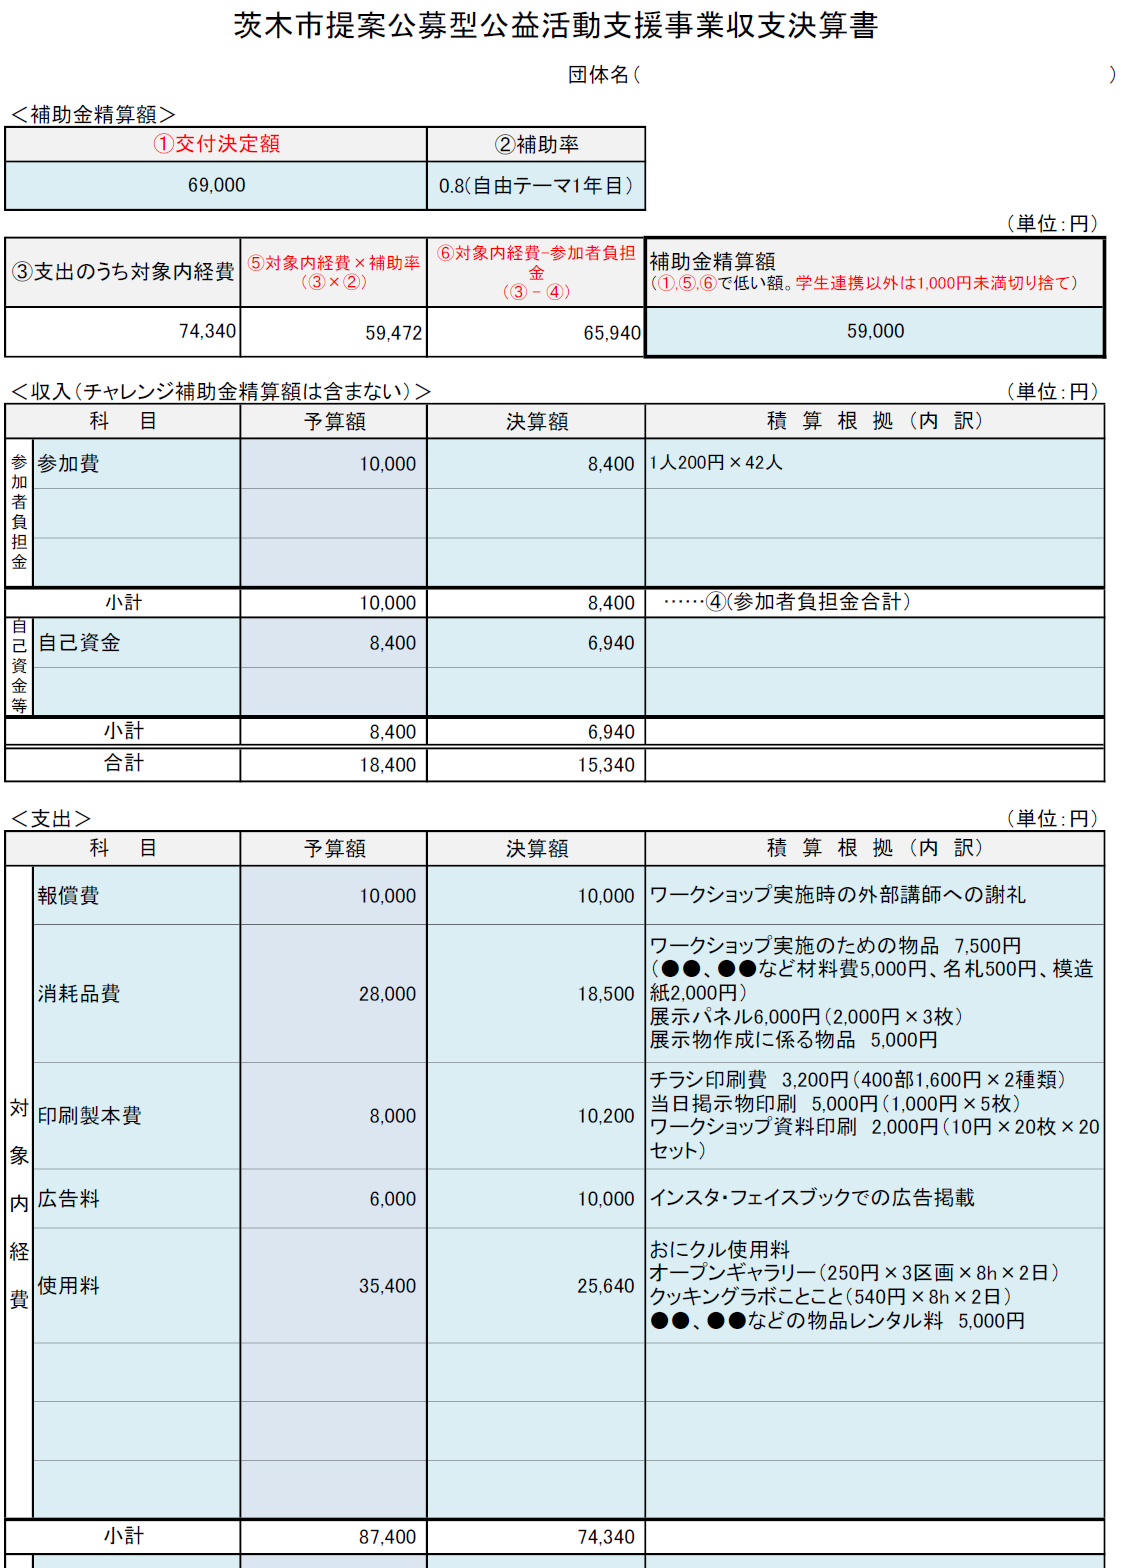 茨木市提案公募型公益活動支援事業収支決算書
団体名（　　　　　　）
＜補助金精算額＞
①交付決定額　②補助率
69,000　0.8(自由テーマ1年目)
（単位：円）
③支出のうち対象内経費　⑤対象内経費×補助率（③×②）　⑥対象内経費-参加者負担金（③－④）　補助金精算額（①,⑤,⑥で低い額。学生連携以外は1,000円未満切り捨て）
74,340　59,472　65,940　59,000
＜収入（チャレンジ補助金精算額は含まない）＞　（単位：円）
科　目　予算額　決算額　積 算 根 拠 （内 訳）
参加者負担金
参加費　10,000　8,400　1人200円×42人
小計　10,000　8,400　……④(参加者負担金合計）
自己資金等
自己資金　8,400　6,940
小計　8,400　6,940
合計　18,400　15,340
＜支出＞　（単位：円）
科　目　予算額　決算額　積 算 根 拠 （内 訳）
対象内経費
報償費　10,000　10,000　ワークショップ実施時の外部講師への謝礼
消耗品費　28,000　18,500
ワークショップ実施のための物品　7,500円
（●●、●●など材料費5,000円、名札500円、模造
紙2,000円）
展示パネル6,000円（2,000円×3枚）
展示物作成に係る物品　5,000円
印刷製本費　8,000　10,200
チラシ印刷費　3,200円（400部1,600円×2種類）
当日掲示物印刷　5,000円（1,000円×5枚）
ワークショップ資料印刷　2,000円（10円×20枚×20
セット）
広告料　6,000　10,000　インスタ・フェイスブックでの広告掲載
使用料　35,400　25,640
おにクル使用料
オープンギャラリー（250円×3区画×8h×2日）
クッキングラボことこと（540円×8h×2日）
●●、●●などの物品レンタル料　5,000円
小計　87,400　74,340